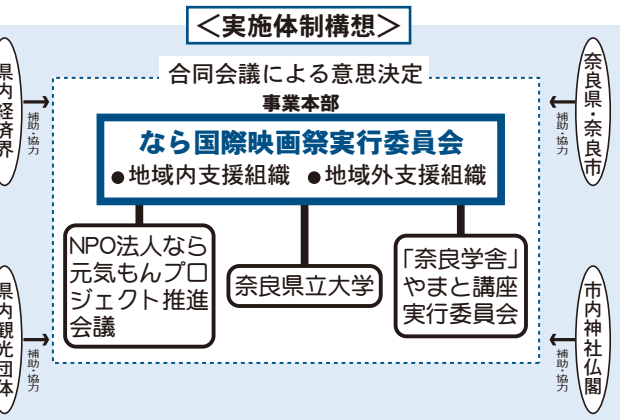 <実施体制構想>
合同会議による意思決定
事業本部
なら国際映画祭実行委員会
●地域内支援組織 ●地域外支援組織
NPO法人なら
元気もんプロ
ジェクト推進
会議
奈良県立大学
「奈良学舎」
やまと講座
実行委員会
県内経済界
補助・協力
奈良県・奈良市
補助・協力
県内観光団体
補助・協力
市内神社仏閣
補助・協力